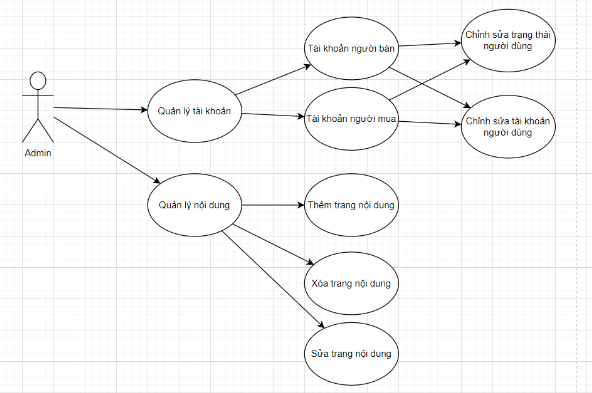 Tài khoản người bán
Chỉnh sửa trạng thái
người dùng
Quản lý tài khoản
Tài khoản người mua
Chỉnh sửa tài khoản
người dùng
Admin
Quản lý nội dung
Thêm trang nội dung
Xóa trang nội dung
Sửa trang nội dung